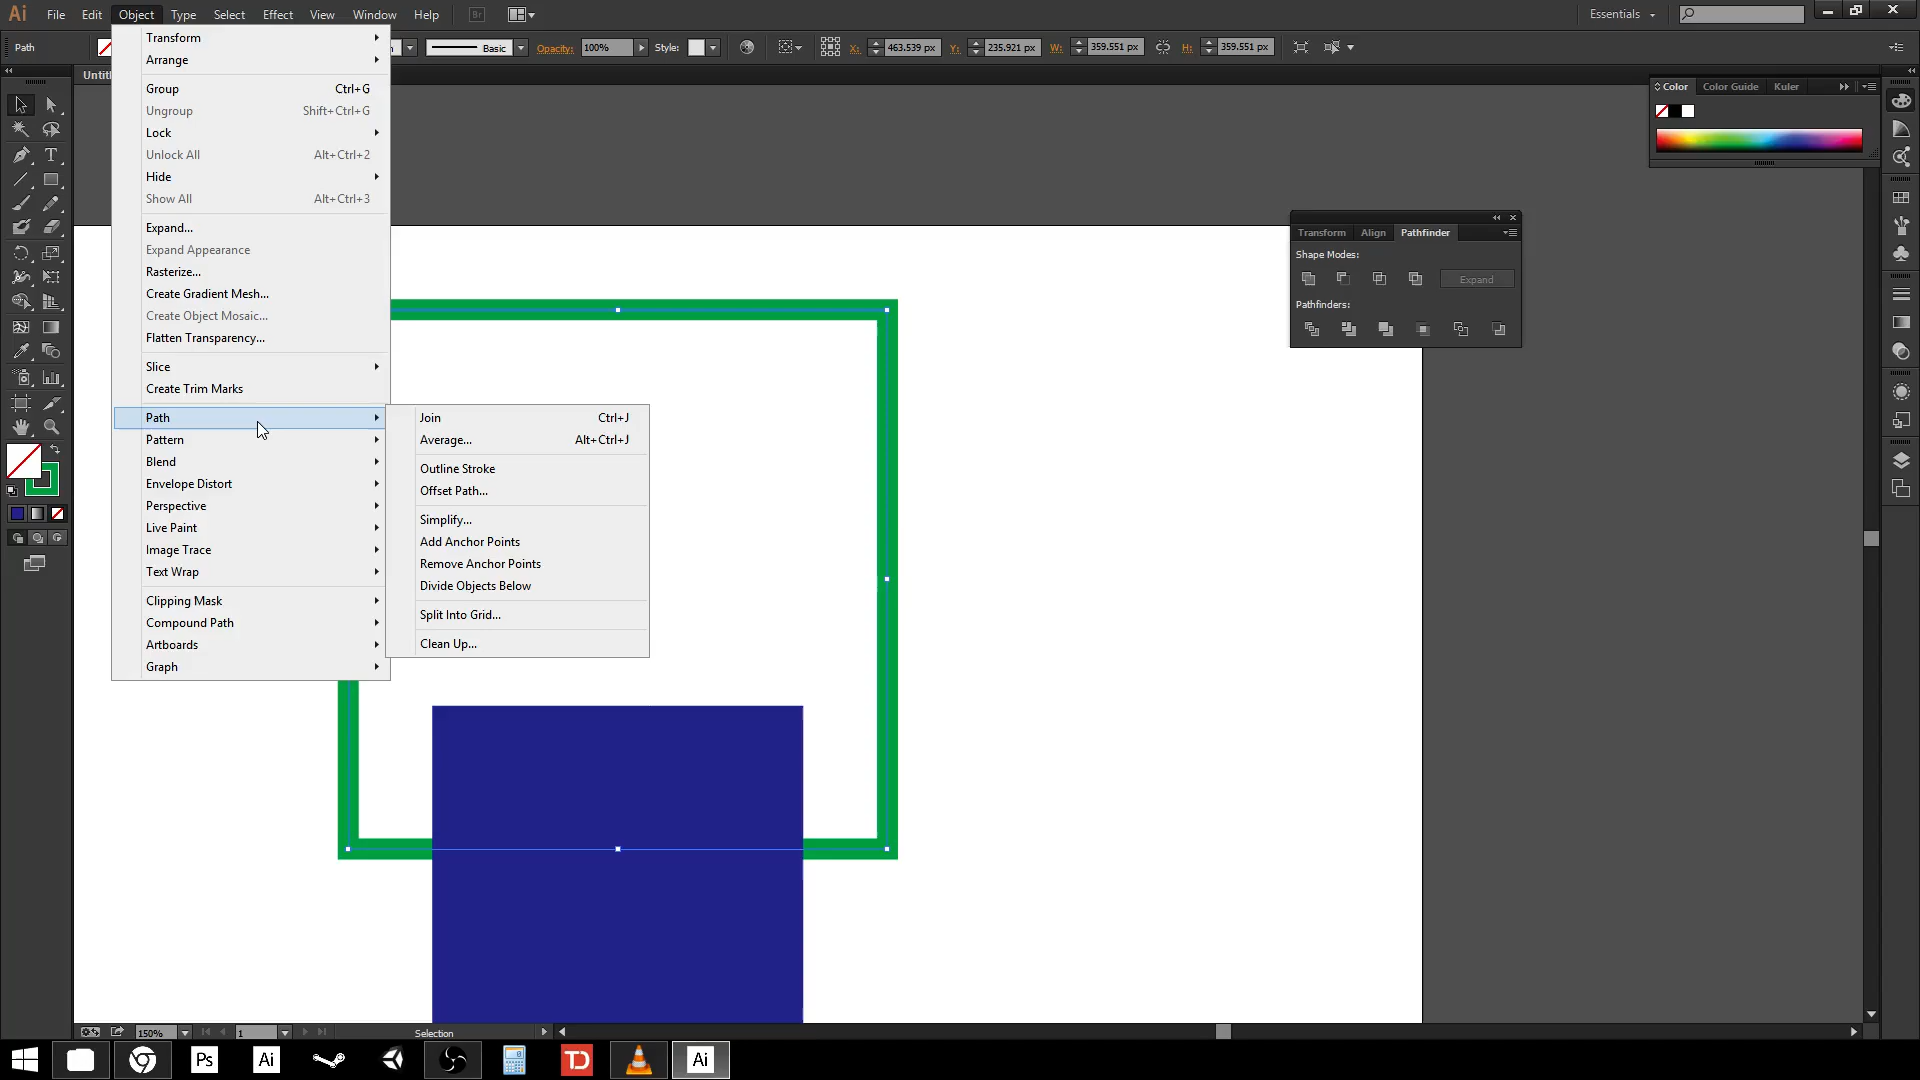 Ai File Edit Object Type Select Effect View Window Help Br Essentials
Path Basic Opacity: 100% Style: X: 463.539 px Y: 235.921 px W: 359.551 px H: 359.551 px
Untitl
Transform
Arrange
Group Ctrl+G
Ungroup Shift+Ctrl+G
Lock
Unlock All Alt+Ctrl+2
Hide
Show All Alt+Ctrl+3
Expand...
Expand Appearance
Rasterize...
Create Gradient Mesh...
Create Object Mosaic...
Flatten Transparency...
Slice
Create Trim Marks
Path
Pattern
Blend
Envelope Distort
Perspective
Live Paint
Image Trace
Text Wrap
Clipping Mask
Compound Path
Artboards
Graph
Join Ctrl+J
Average... Alt+Ctrl+J
Outline Stroke
Offset Path...
Simplify...
Add Anchor Points
Remove Anchor Points
Divide Objects Below
Split Into Grid...
Clean Up...
Color Color Guide Kuler
Transform Align Pathfinder
Shape Modes:
Expand
Pathfinders:
150% 1 Selection
Ps Ai TD Ai